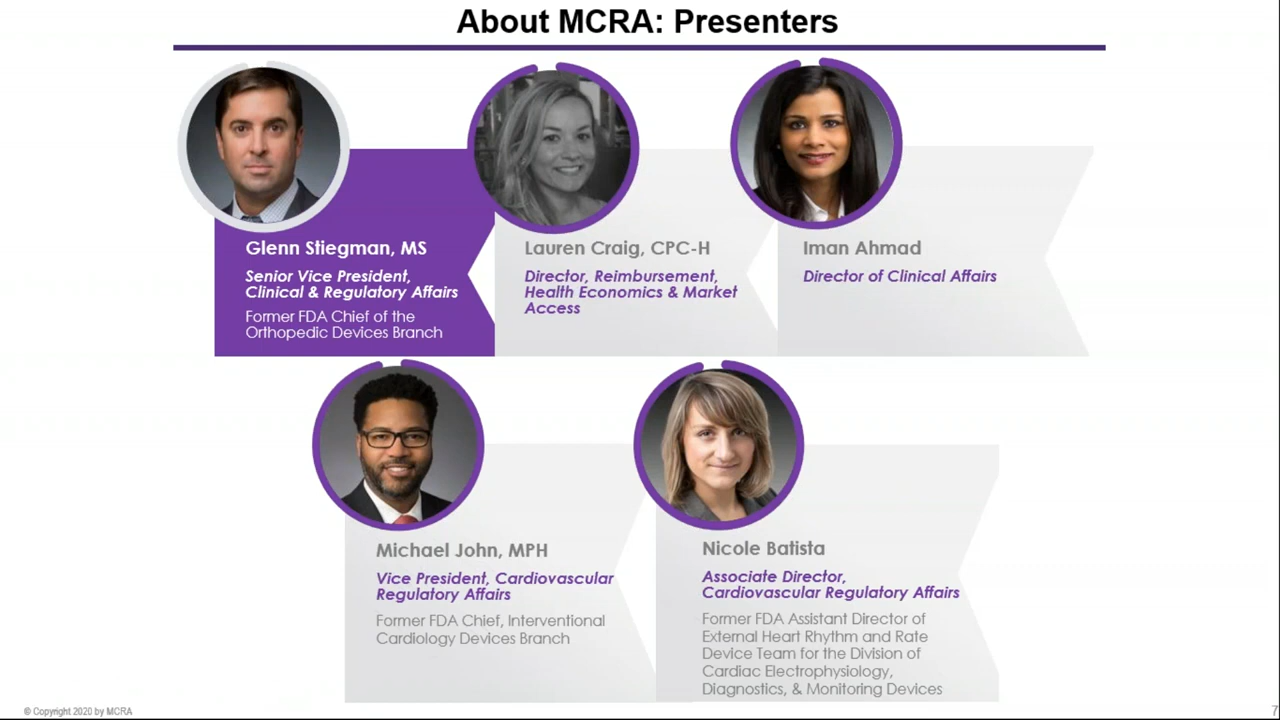 About MCRA: Presenters
Glenn Stiegman, MS
Senior Vice President,
Clinical & Regulatory Affairs
Former FDA Chief of the
Orthopedic Devices Branch
Lauren Craig, CPC-H
Director, Reimbursement,
Health Economics & Market
Access
Iman Ahmad
Director of Clinical Affairs
Michael John, MPH
Vice President, Cardiovascular
Regulatory Affairs
Former FDA Chief, Interventional
Cardiology Devices Branch
Nicole Batista
Associate Director,
Cardiovascular Regulatory Affairs
Former FDA Assistant Director of
External Heart Rhythm and Rate
Device Team for the Division of
Cardiac Electrophysiology,
Diagnostics, & Monitoring Devices
© Copyright 2020 by MCRA
7